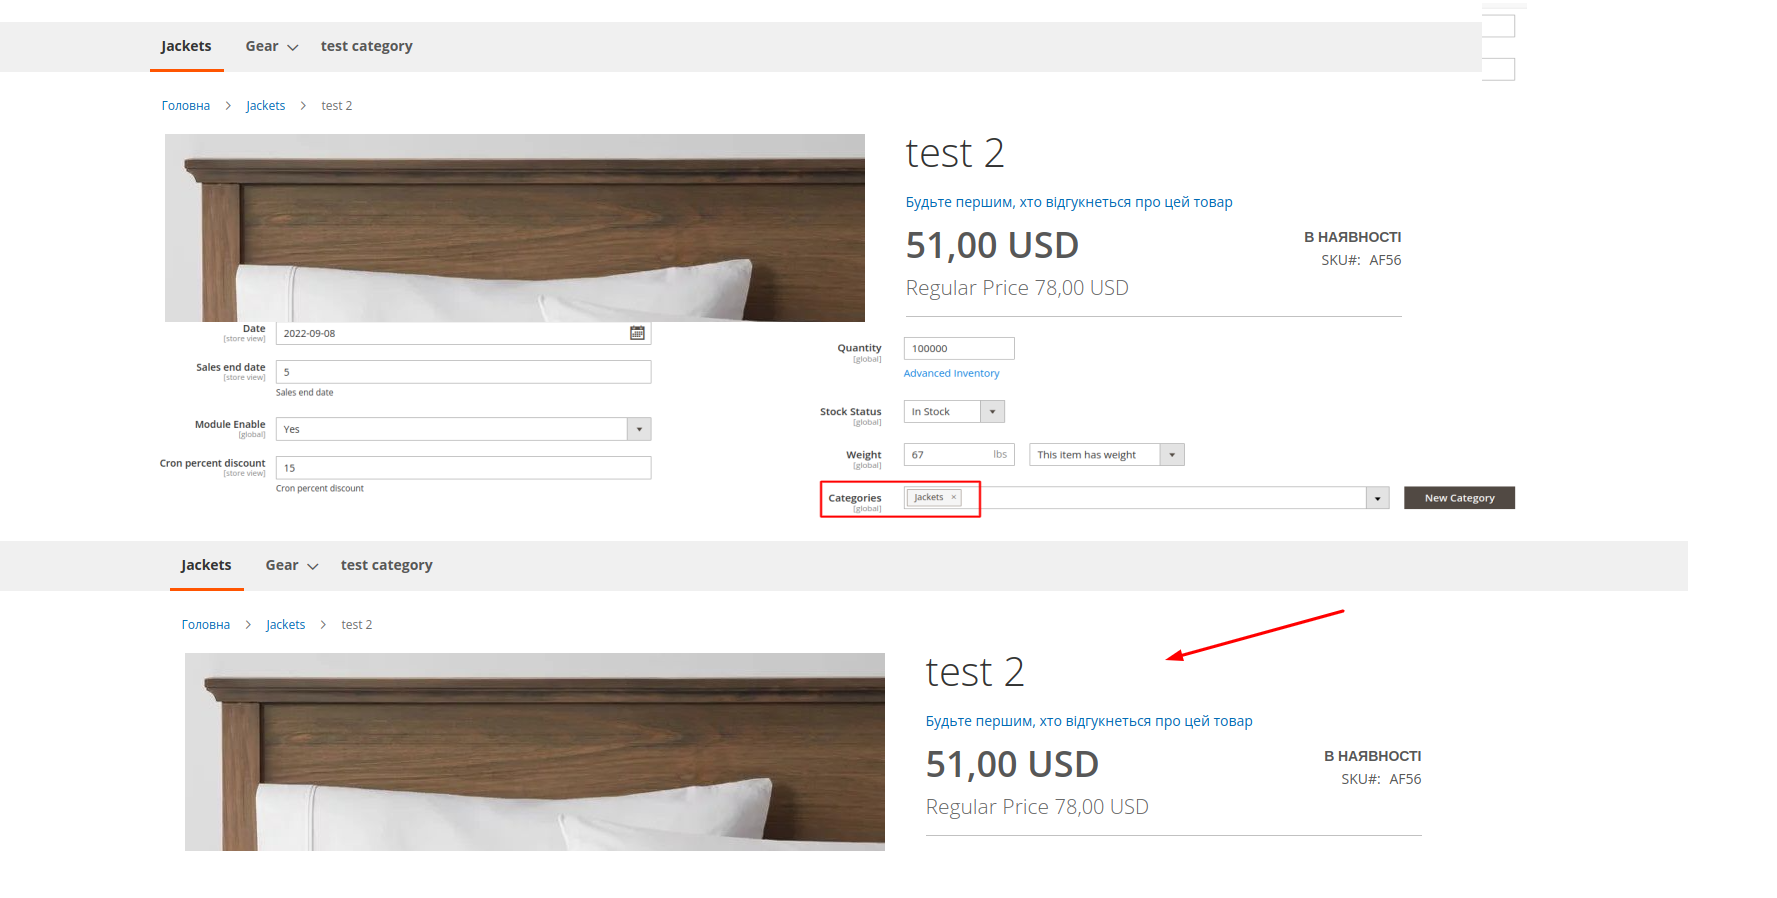 Jackets Gear test category
Головна > Jackets > test 2
test 2
Будьте першим, хто відгукнеться про цей товар
51,00 USD
В НАЯВНОСТІ
SKU#: AF56
Regular Price 78,00 USD
Date
[store view]
2022-09-08
Sales end date
[store view]
5
Sales end date
Module Enable
[global]
Yes
Cron percent discount
[store view]
15
Cron percent discount
Quantity
[global]
100000
Advanced Inventory
Stock Status
[global]
In Stock
Weight
[global]
67 lbs
This item has weight
Categories
[global]
Jackets ×
New Category
Jackets Gear test category
Головна > Jackets > test 2
test 2
Будьте першим, хто відгукнеться про цей товар
51,00 USD
В НАЯВНОСТІ
SKU#: AF56
Regular Price 78,00 USD